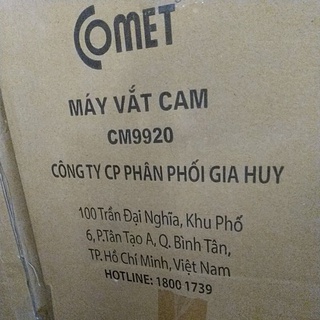 COMET
MÁY VẮT CAM
CM9920
CÔNG TY CP PHÂN PHỐI GIA HUY
100 Trần Đại Nghĩa, Khu Phố
6, P.Tân Tạo A, Q. Bình Tân,
TP. Hồ Chí Minh, Việt Nam
HOTLINE: 1800 1739